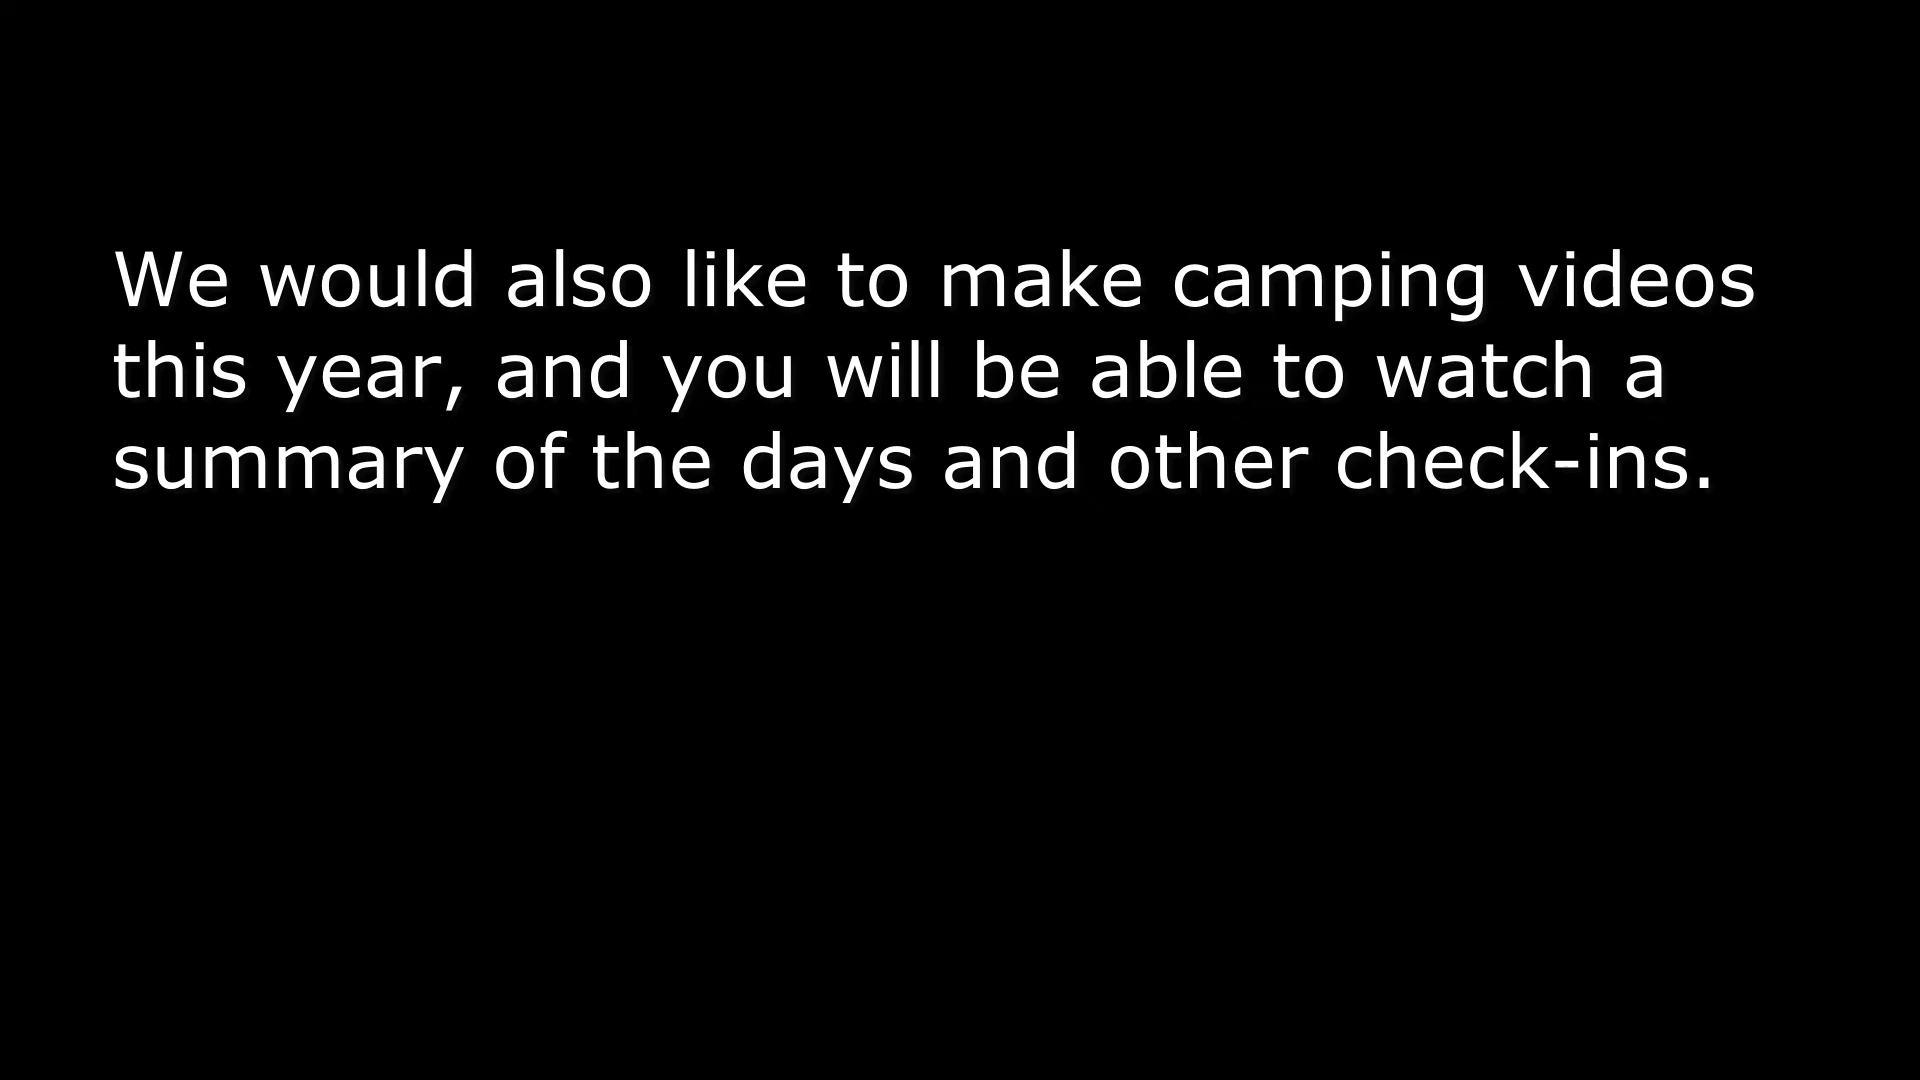 We would also like to make camping videos
this year, and you will be able to watch a
summary of the days and other check-ins.